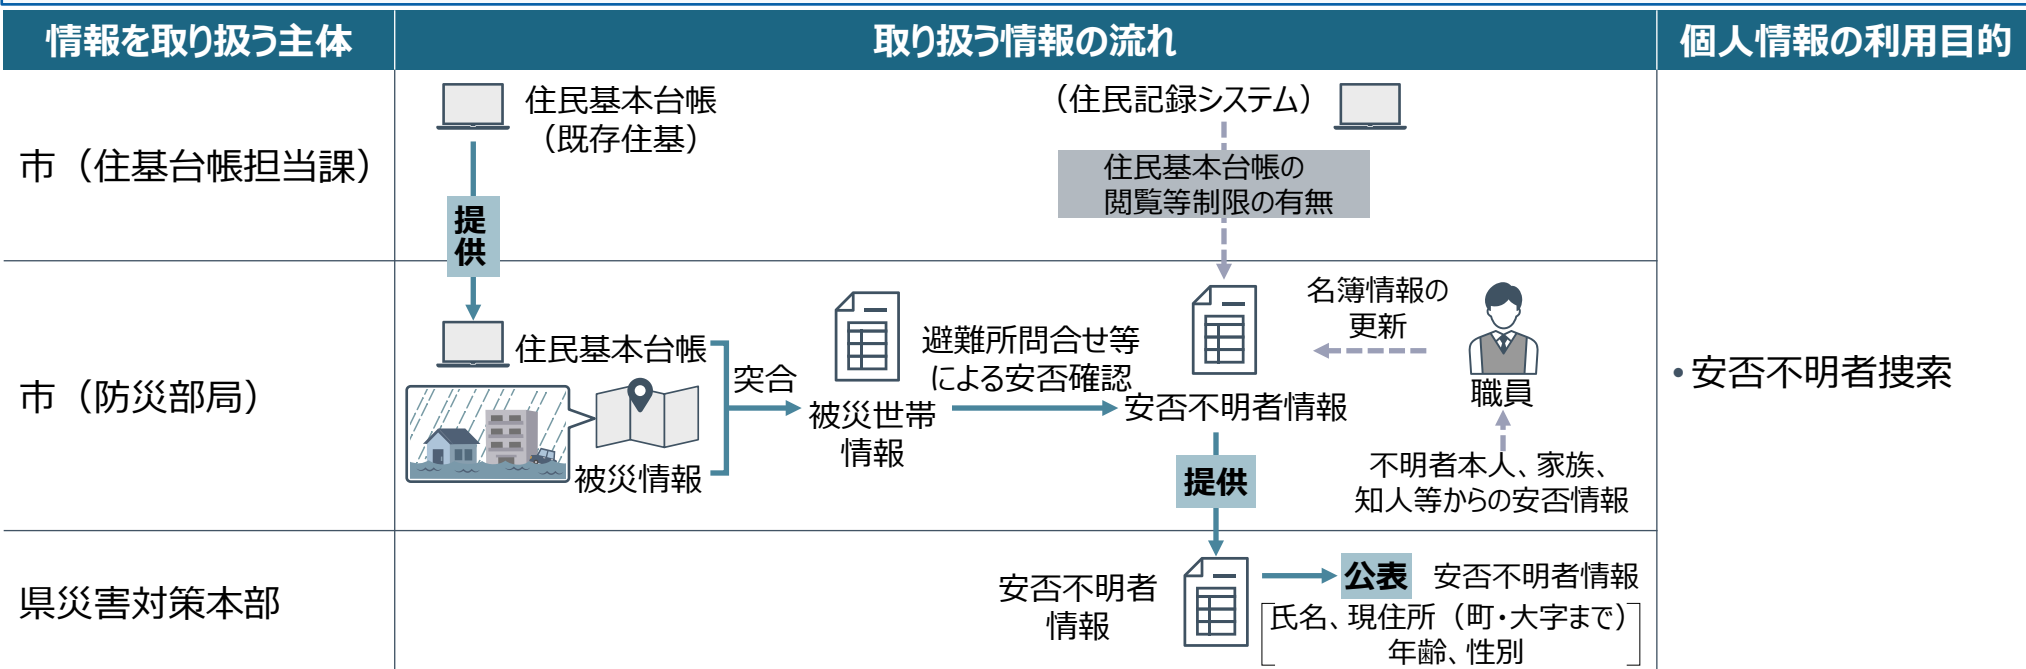 情報を取り扱う主体
取り扱う情報の流れ
個人情報の利用目的
市（住基台帳担当課）
住民基本台帳
（既存住基）
（住民記録システム）
住民基本台帳の
閲覧等制限の有無
提
供
市（防災部局）
住民基本台帳
被災情報
突合
被災世帯
情報
避難所問合せ等
による安否確認
安否不明者情報
名簿情報の
更新
職員
不明者本人、家族、
知人等からの安否情報
提供
・安否不明者捜索
県災害対策本部
安否不明者
情報
公表
安否不明者情報
氏名、現住所（町・大字まで）
年齢、性別